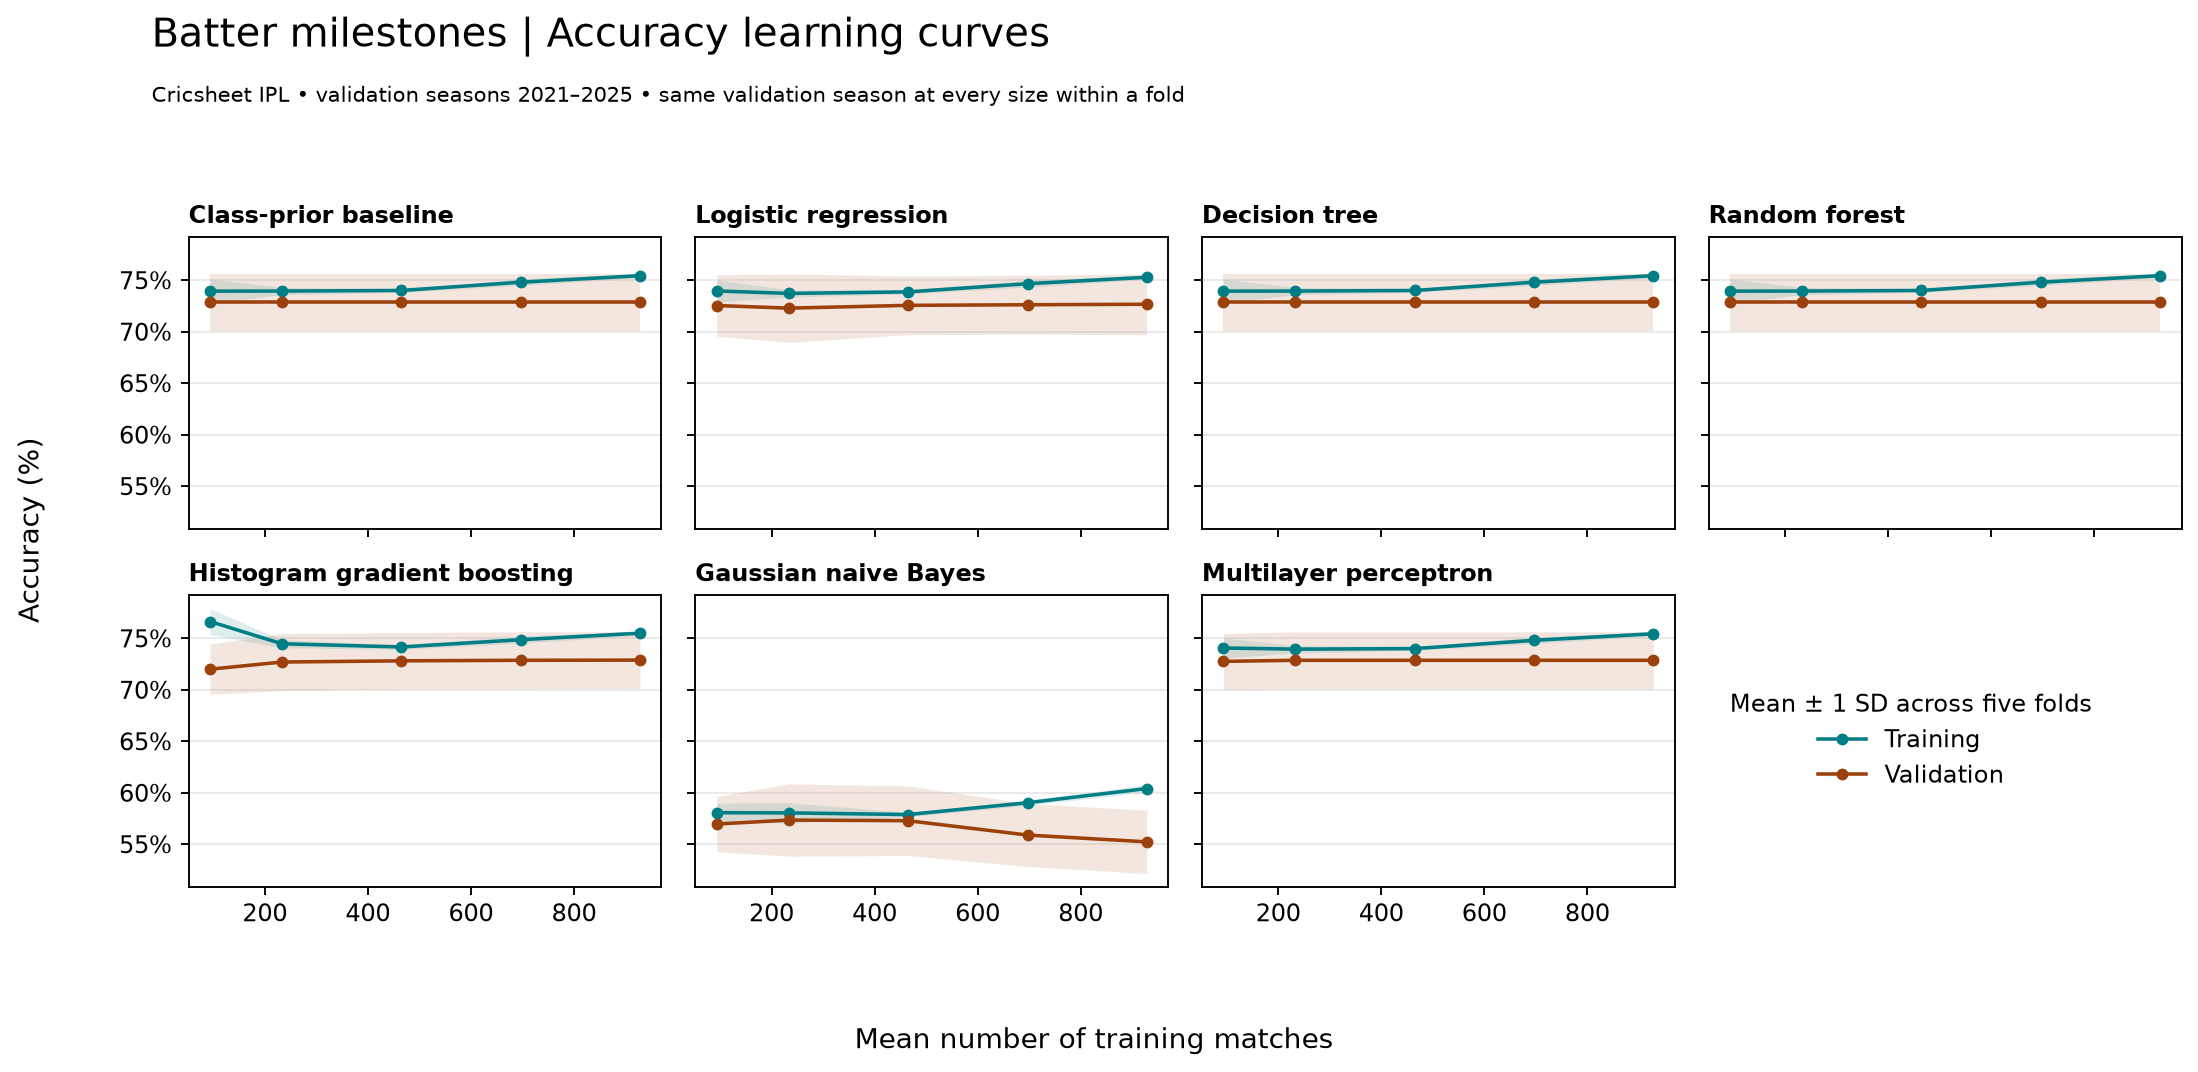 Batter milestones | Accuracy learning curves
Cricsheet IPL • validation seasons 2021–2025 • same validation season at every size within a fold
Class-prior baseline
Logistic regression
Decision tree
Random forest
75%
70%
65%
60%
55%
Accuracy (%)
Histogram gradient boosting
Gaussian naive Bayes
Multilayer perceptron
75%
70%
65%
60%
55%
200 400 600 800
200 400 600 800
200 400 600 800
Mean ± 1 SD across five folds
Training
Validation
Mean number of training matches